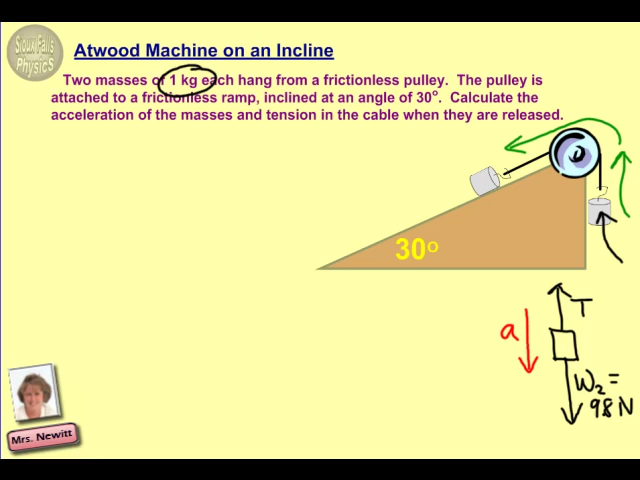 Sioux Falls
Physics
Atwood Machine on an Incline
Two masses of 1 kg each hang from a frictionless pulley. The pulley is
attached to a frictionless ramp, inclined at an angle of 30°. Calculate the
acceleration of the masses and tension in the cable when they are released.
30°
T
a
W₂ =
9.8 N
Mrs. Newitt